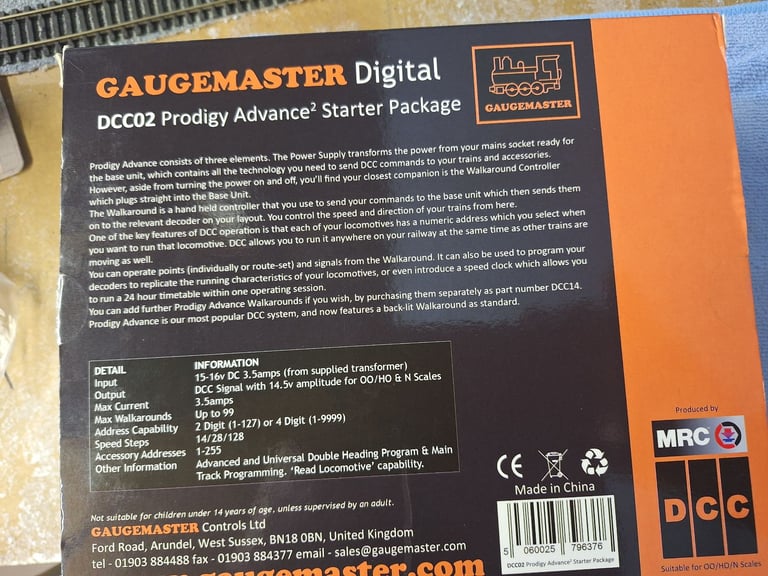 GAUGEMASTER Digital
DCC02 Prodigy Advance² Starter Package
GAUGEMASTER
Prodigy Advance consists of three elements. The Power Supply transforms the power from your mains socket ready for
the base unit, which contains all the technology you need to send DCC commands to your trains and accessories.
However, aside from turning the power on and off, you'll find your closest companion is the Walkaround Controller
which plugs straight into the Base Unit.
The Walkaround is a hand held controller that you use to send your commands to the base unit which then sends them
on to the relevant decoder on your layout. You control the speed and direction of your trains from here.
One of the key features of DCC operation is that each of your locomotives has a numeric address which you select when
you want to run that locomotive. DCC allows you to run it anywhere on your railway at the same time as other trains are
moving as well.
You can operate points (individually or route-set) and signals from the Walkaround. It can also be used to program your
decoders to replicate the running characteristics of your locomotives, or even introduce a speed clock which allows you
to run a 24 hour timetable within one operating session.
You can add further Prodigy Advance Walkarounds if you wish, by purchasing them separately as part number DCC14.
Prodigy Advance is our most popular DCC system, and now features a back-lit Walkaround as standard.
DETAIL INFORMATION
Input 15-16v DC 3.5amps (from supplied transformer)
Output DCC Signal with 14.5v amplitude for OO/HO & N Scales
Max Current 3.5amps
Max Walkarounds Up to 99
Address Capability 2 Digit (1-127) or 4 Digit (1-9999)
Speed Steps 14/28/128
Accessory Addresses 1-255
Other Information Advanced and Universal Double Heading Program & Main
Track Programming. 'Read Locomotive' capability.
Not suitable for children under 14 years of age, unless supervised by an adult.
GAUGEMASTER Controls Ltd
Ford Road, Arundel, West Sussex, BN18 0BN, United Kingdom
tel - 01903 884488 fax - 01903 884377 email - sales@gaugemaster.com
gaugemaster.com
CE
Made in China
5 060025 796376
DCC02 Prodigy Advance² Starter Package
Produced by
MRC
DCC
Suitable for OO/HO/N Scales